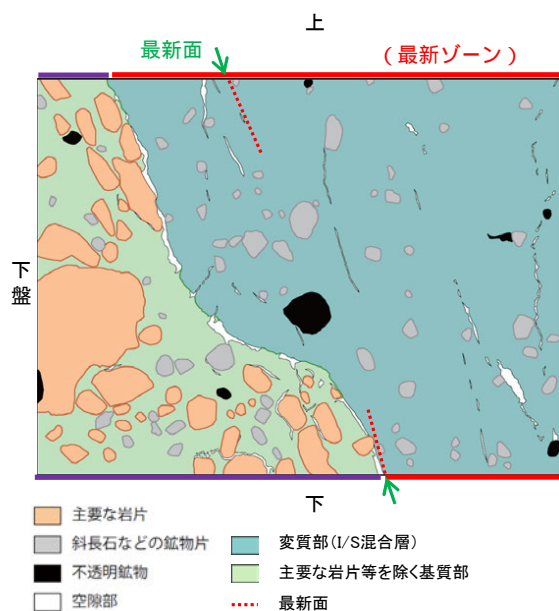 上
最新面
(最新ゾーン)
下盤
下
主要な岩片
斜長石などの鉱物片
不透明鉱物
空隙部
変質部(I/S混合層)
主要な岩片等を除く基質部
最新面